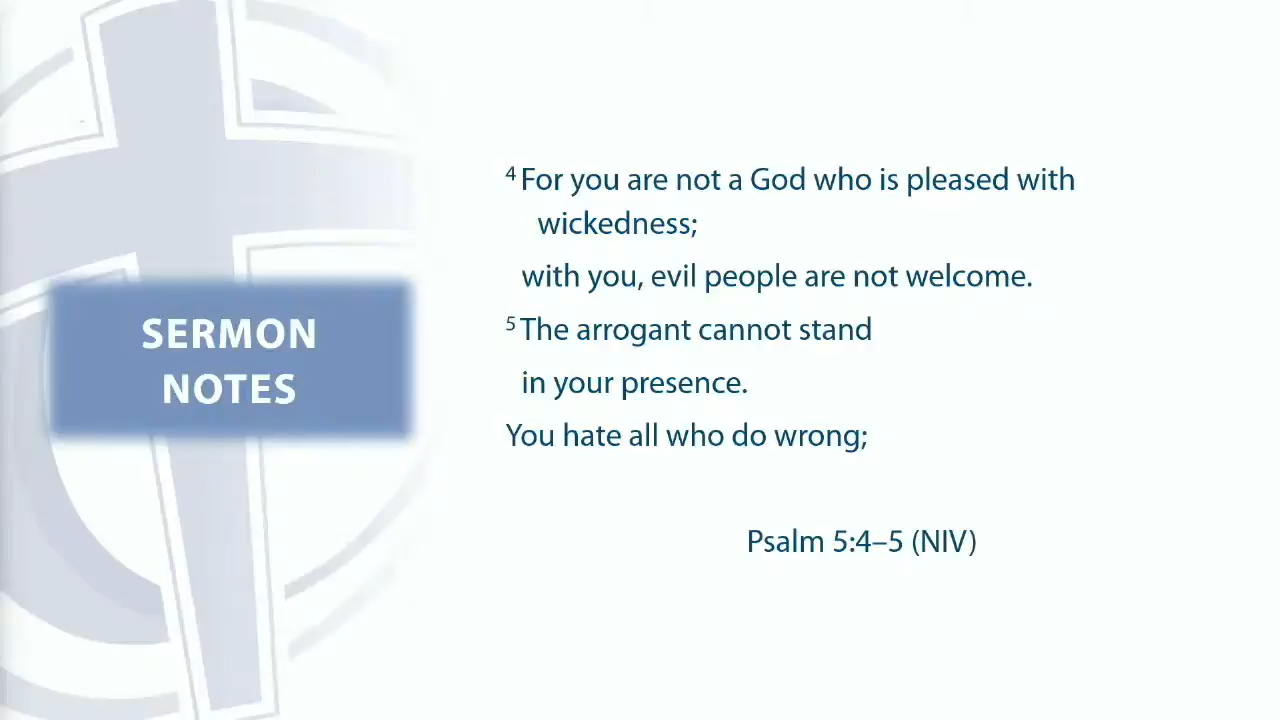 SERMON
NOTES
4 For you are not a God who is pleased with
wickedness;
with you, evil people are not welcome.
5 The arrogant cannot stand
in your presence.
You hate all who do wrong;
Psalm 5:4–5 (NIV)